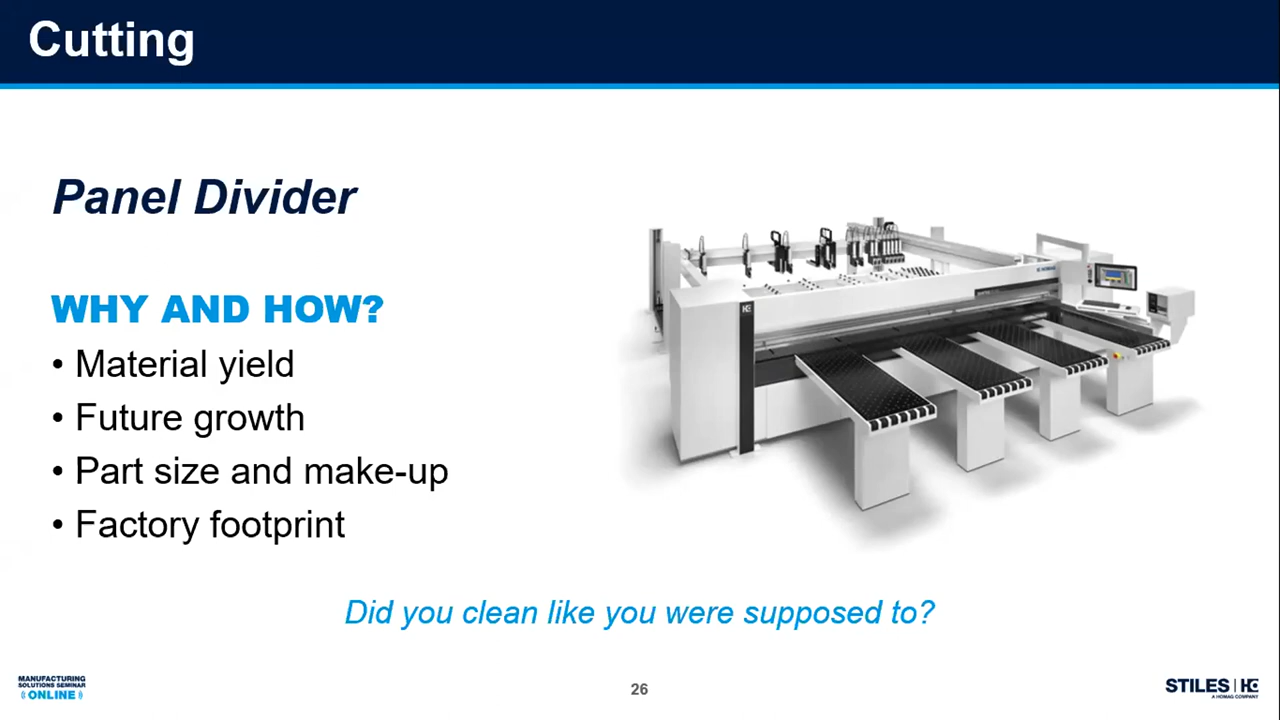 Cutting
Panel Divider
WHY AND HOW?
• Material yield
• Future growth
• Part size and make-up
• Factory footprint
Did you clean like you were supposed to?
MANUFACTURING
SOLUTIONS SEMINAR
ONLINE
26
STILES
A HOMAG COMPANY
HOMAG